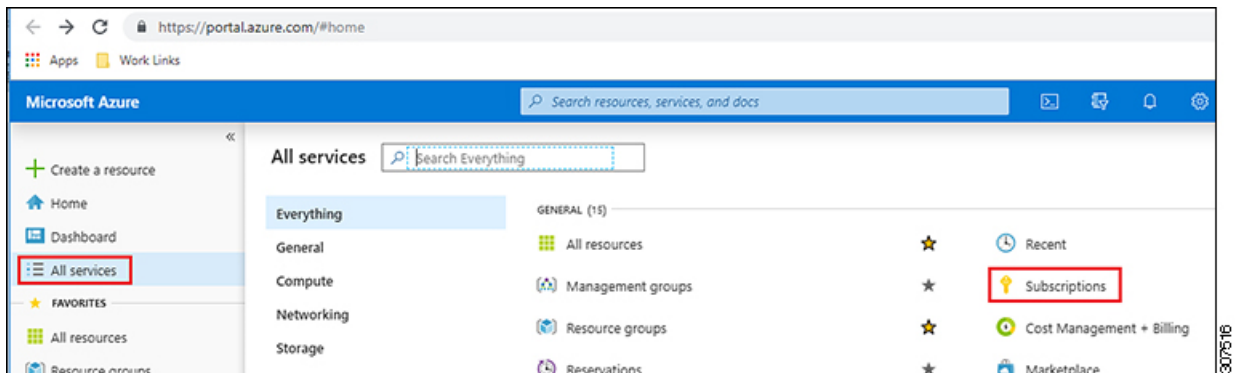 https://portal.azure.com/#home
Apps Work Links
Microsoft Azure
Search resources, services, and docs
«
Create a resource
Home
Dashboard
All services
FAVORITES
All resources
Resource groups
All services
Search Everything
Everything
General
Compute
Networking
Storage
GENERAL (15)
All resources
Recent
Management groups
Subscriptions
Resource groups
Cost Management + Billing
Reservations
Marketplace
307516